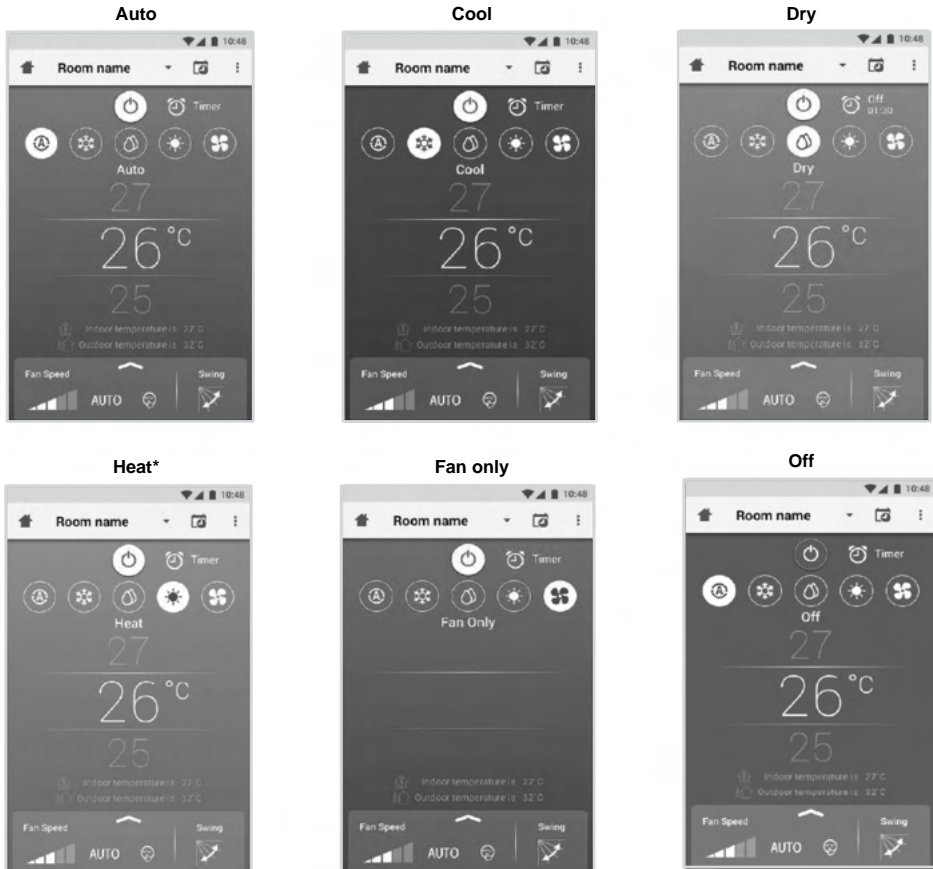 Auto
10:48
Room name
Timer
Auto
27
26°C
25
Indoor temperature is 27°C
Outdoor temperature is 32°C
Fan Speed
Swing
AUTO
Cool
10:48
Room name
Timer
Cool
27
26°C
25
Indoor temperature is 27°C
Outdoor temperature is 32°C
Fan Speed
Swing
AUTO
Dry
10:48
Room name
Off
01:30
Dry
27
26°C
25
Indoor temperature is 27°C
Outdoor temperature is 32°C
Fan Speed
Swing
AUTO
Heat*
10:48
Room name
Timer
Heat
27
26°C
25
Indoor temperature is 27°C
Outdoor temperature is 32°C
Fan Speed
Swing
AUTO
Fan only
10:48
Room name
Timer
Fan Only
Indoor temperature is 27°C
Outdoor temperature is 32°C
Fan Speed
Swing
AUTO
Off
10:48
Room name
Timer
Off
27
26°C
25
Indoor temperature is 27°C
Outdoor temperature is 32°C
Fan Speed
Swing
AUTO